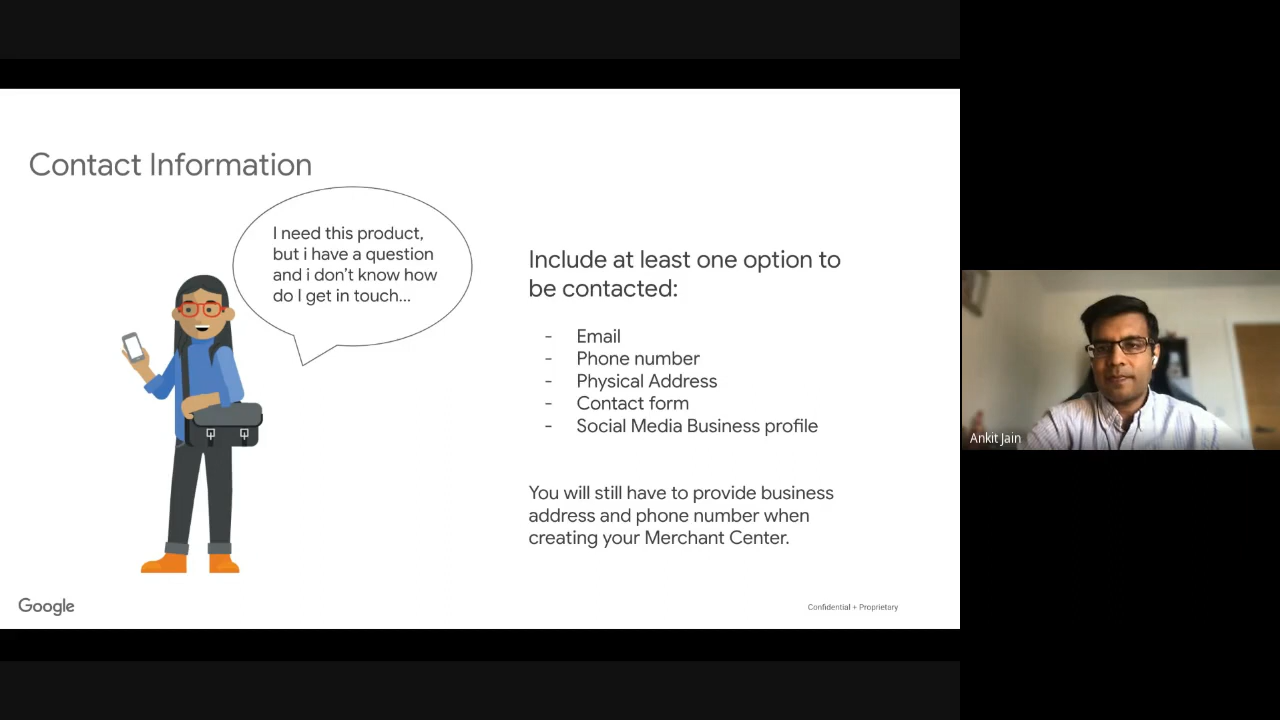 Contact Information
I need this product,
but i have a question
and i don't know how
do I get in touch...
Include at least one option to
be contacted:
- Email
- Phone number
- Physical Address
- Contact form
- Social Media Business profile
You will still have to provide business
address and phone number when
creating your Merchant Center.
Google
Confidential + Proprietary
Ankit Jain